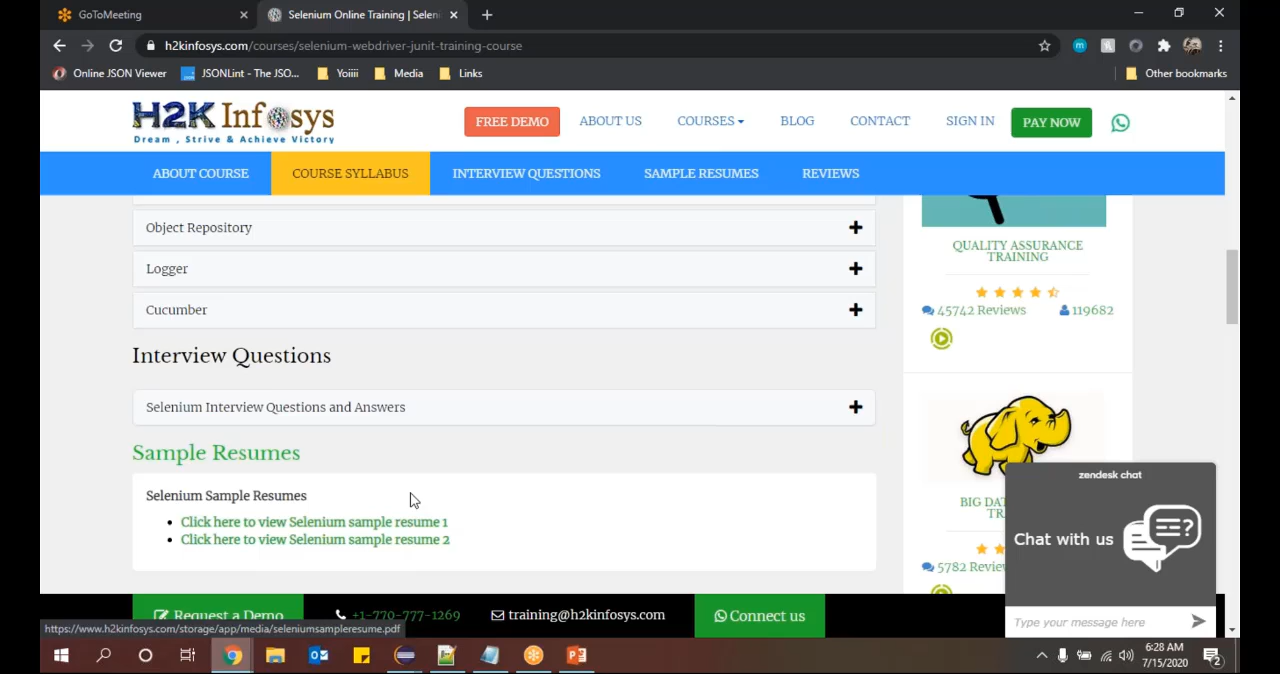 GoToMeeting
Selenium Online Training | Seleni
h2kinfosys.com/courses/selenium-webdriver-junit-training-course
Online JSON Viewer
JSONLint - The JSO...
Yoiiii
Media
Links
Other bookmarks
H2K Infosys
Dream , Strive & Achieve Victory
FREE DEMO
ABOUT US
COURSES
BLOG
CONTACT
SIGN IN
PAY NOW
ABOUT COURSE
COURSE SYLLABUS
INTERVIEW QUESTIONS
SAMPLE RESUMES
REVIEWS
Object Repository
Logger
Cucumber
Interview Questions
Selenium Interview Questions and Answers
Sample Resumes
Selenium Sample Resumes
Click here to view Selenium sample resume 1
Click here to view Selenium sample resume 2
QUALITY ASSURANCE
TRAINING
45742 Reviews
119682
BIG DA
TR
5782 Review
zendesk chat
Chat with us
Type your message here
Request a Demo
+1-770-777-1269
training@h2kinfosys.com
Connect us
https://www.h2kinfosys.com/storage/app/media/seleniumsampleresume.pdf
6:28 AM
7/15/2020
2